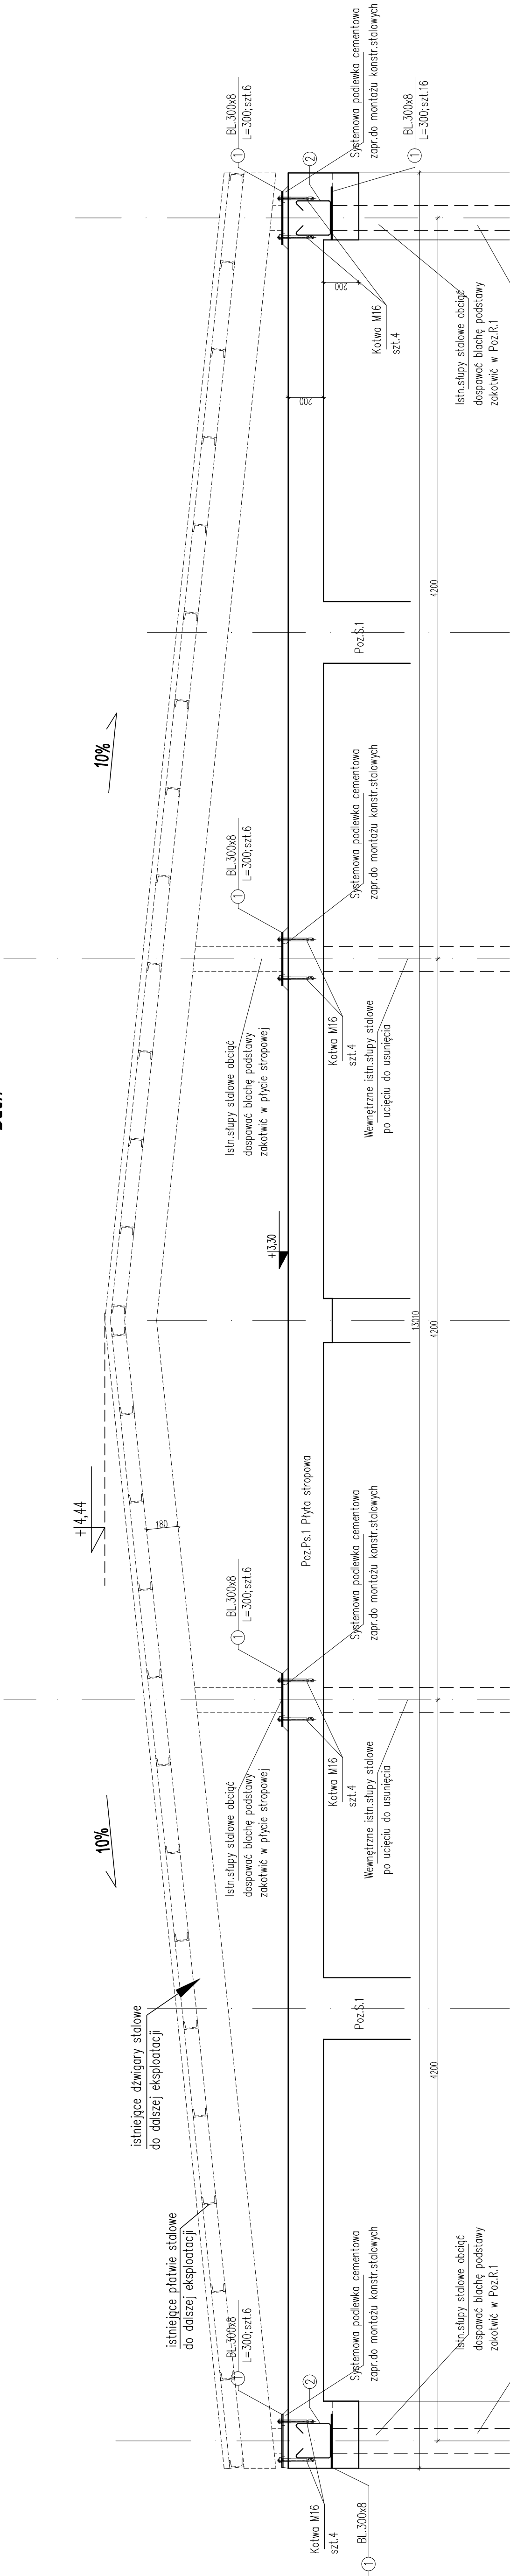 10%
10%
+4,44
180
istniejące dźwigary stalowe
do dalszej eksploatacji
istniejące płatwie stalowe
do dalszej eksploatacji
1
BL.300x8
L=300;szt.6
1
BL.300x8
L=300;szt.6
1
BL.300x8
L=300;szt.6
1
BL.300x8
L=300;szt.6
Istn.słupy stalowe obciąć
dospawać blachę podstawy
zakotwić w płycie stropowej
Istn.słupy stalowe obciąć
dospawać blachę podstawy
zakotwić w płycie stropowej
+3,30
Poz.Ps.1 Płyta stropowa
2
2
200
200
Kotwa M16
szt.4
Kotwa M16
szt.4
Kotwa M16
szt.4
Kotwa M16
szt.4
Systemowa podlewka cementowa
zapr.do montażu konstr.stalowych
Systemowa podlewka cementowa
zapr.do montażu konstr.stalowych
Systemowa podlewka cementowa
zapr.do montażu konstr.stalowych
Systemowa podlewka cementowa
zapr.do montażu konstr.stalowych
Poz.S.1
Poz.S.1
Wewnętrzne istn.słupy stalowe
po ucięciu do usunięcia
Wewnętrzne istn.słupy stalowe
po ucięciu do usunięcia
1
BL.300x8
1
BL.300x8
L=300;szt.16
13010
4200
4200
4200
Istn.słupy stalowe obciąć
dospawać blachę podstawy
zakotwić w Poz.R.1
Istn.słupy stalowe obciąć
dospawać blachę podstawy
zakotwić w Poz.R.1